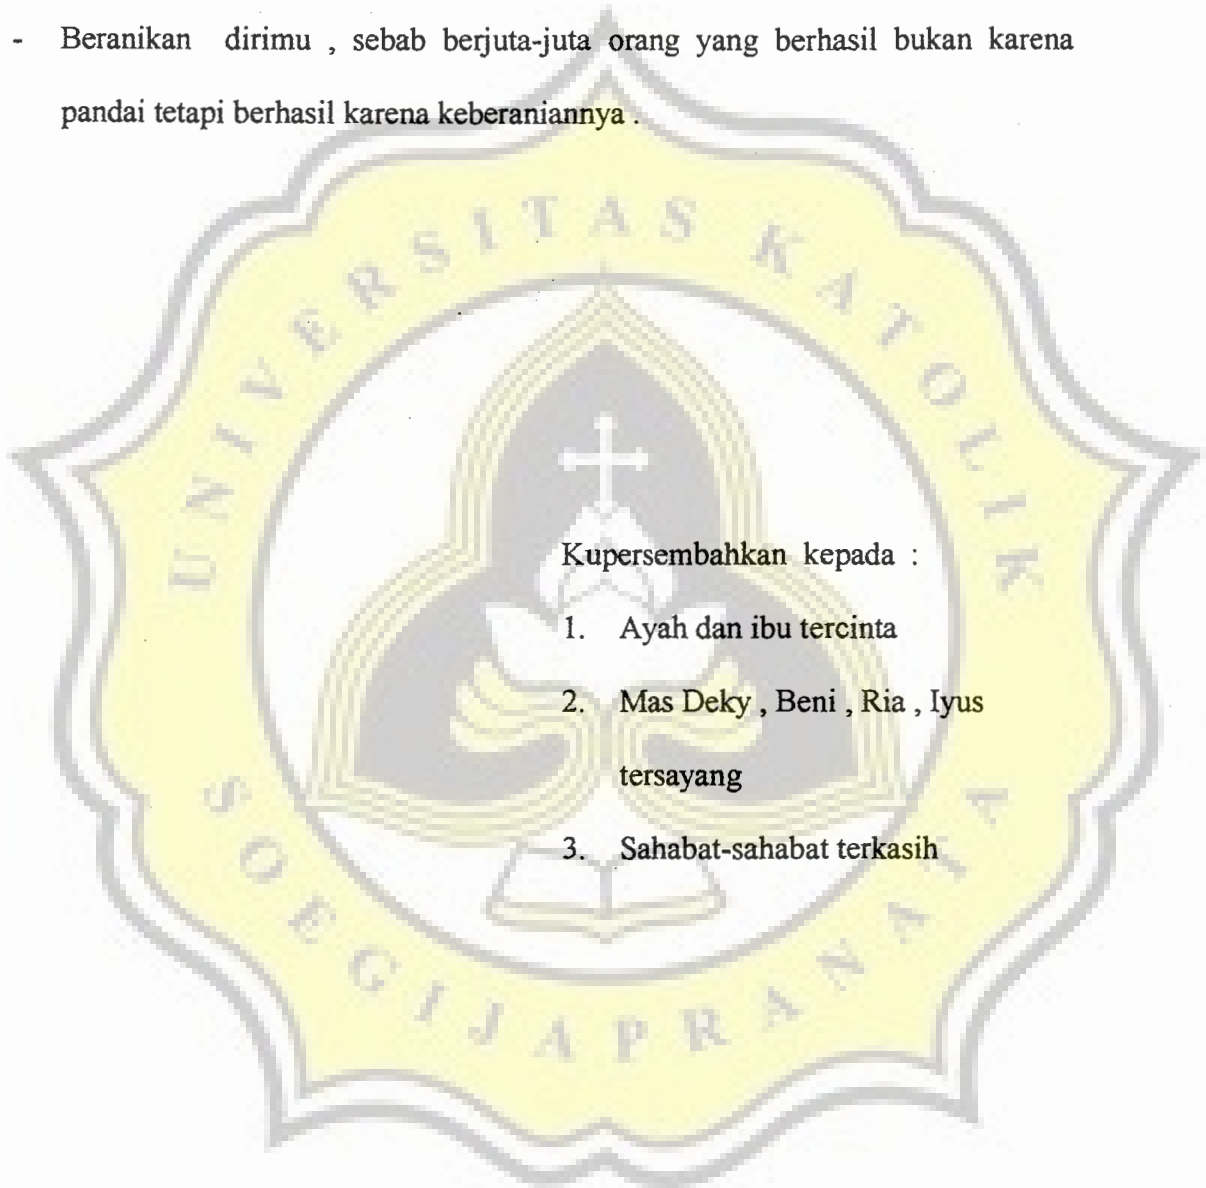 - Beranikan dirimu , sebab berjuta-juta orang yang berhasil bukan karena
pandai tetapi berhasil karena keberaniannya .
UNIVERSITAS KATOLIK
Kupersembahkan kepada :
1. Ayah dan ibu tercinta
2. Mas Deky , Beni , Ria , Iyus
tersayang
3. Sahabat-sahabat terkasih
SOEGIJAPRANATA